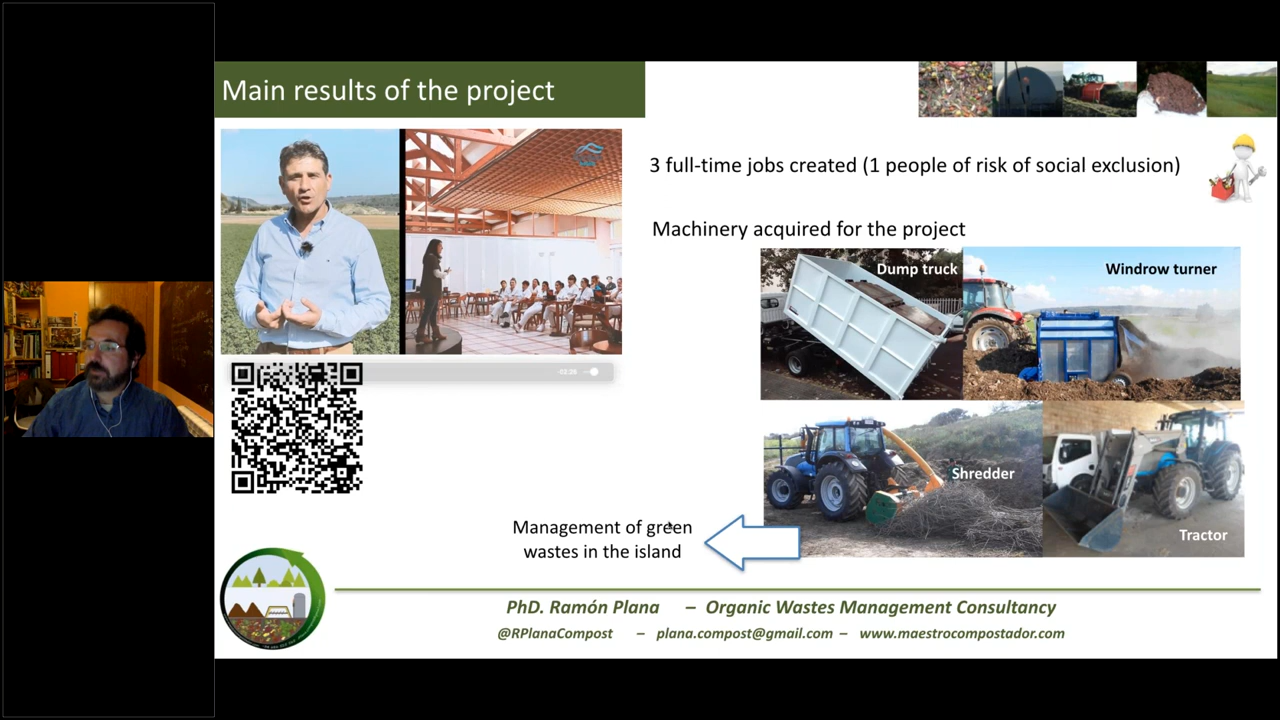 Main results of the project
3 full-time jobs created (1 people of risk of social exclusion)
Machinery acquired for the project
Dump truck
Windrow turner
Shredder
Tractor
Management of green
wastes in the island
PhD. Ramón Plana – Organic Wastes Management Consultancy
@RPlanaCompost – plana.compost@gmail.com – www.maestrocompostador.com